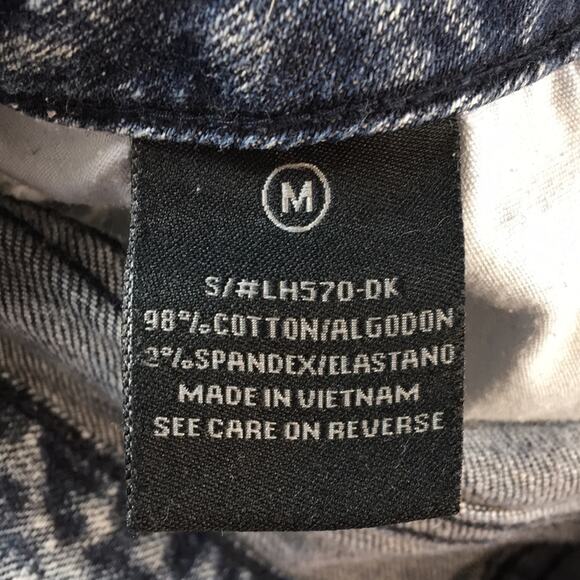 M
S/#LH570-DK
98% COTTON/ALGODON
2% SPANDEX/ELASTANO
MADE IN VIETNAM
SEE CARE ON REVERSE